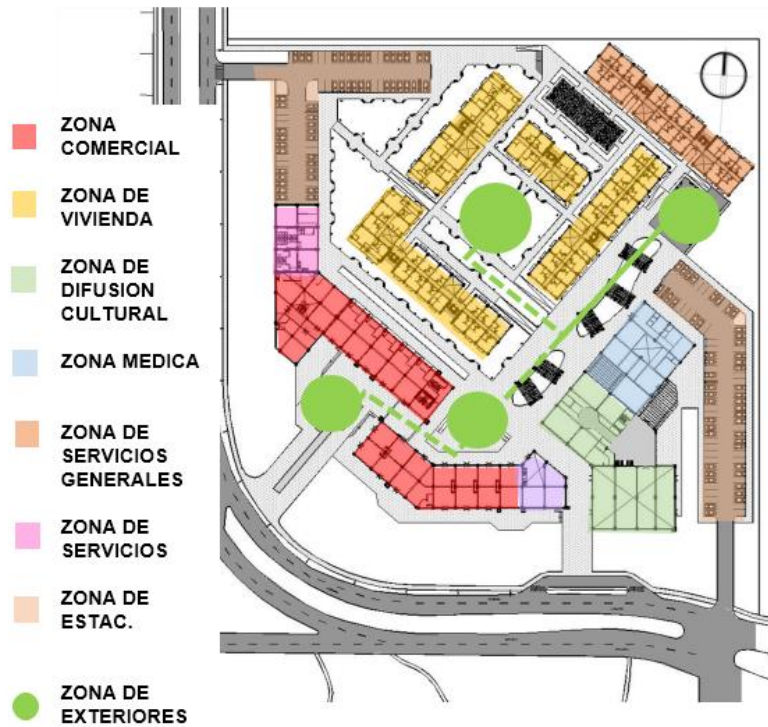 ZONA
COMERCIAL
ZONA DE
VIVIENDA
ZONA DE
DIFUSION
CULTURAL
ZONA MEDICA
ZONA DE
SERVICIOS
GENERALES
ZONA DE
SERVICIOS
ZONA DE
ESTAC.
ZONA DE
EXTERIORES